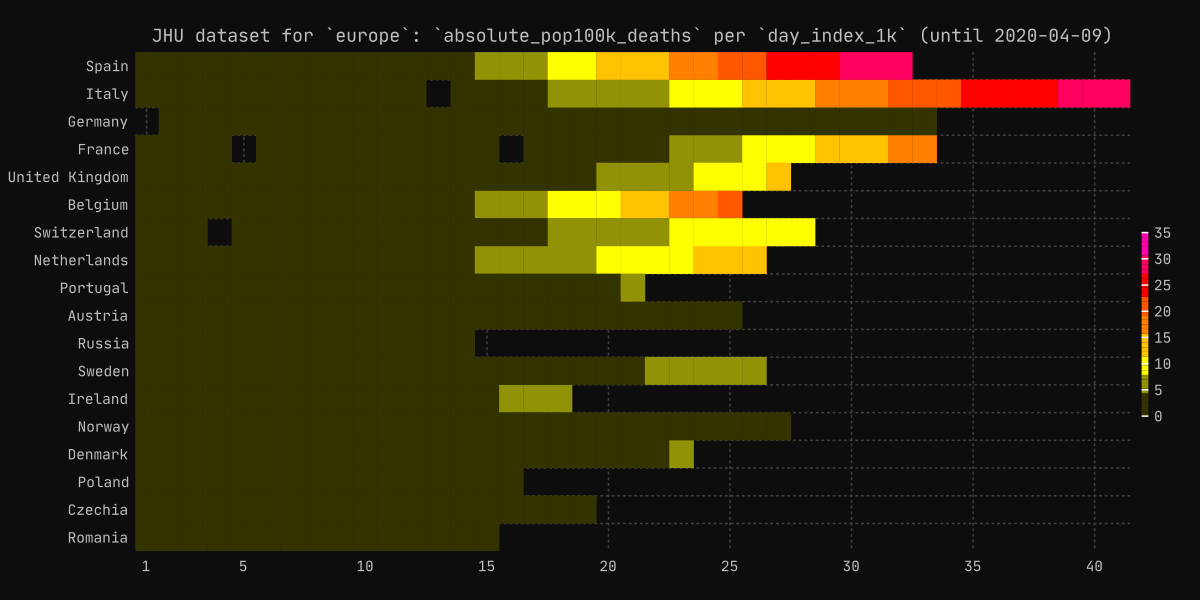 JHU dataset for `europe`: `absolute_pop100k_deaths` per `day_index_1k` (until 2020-04-09)
Spain
Italy
Germany
France
United Kingdom
Belgium
Switzerland
Netherlands
Portugal
Austria
Russia
Sweden
Ireland
Norway
Denmark
Poland
Czechia
Romania
1 5 10 15 20 25 30 35 40
35
30
25
20
15
10
5
0